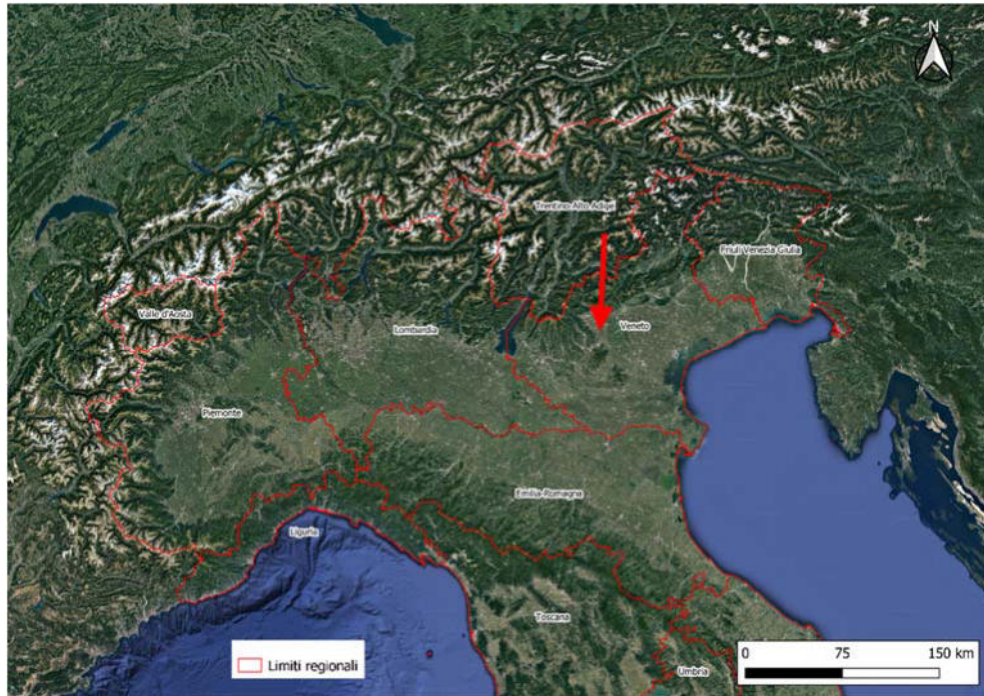 N
Trentino-Alto Adige/
Friuli Venezia Giulia
Valle d'Aosta
Lombardia
Veneto
Piemonte
Emilia-Romagna
Liguria
Toscana
Umbria
Limiti regionali
0 75 150 km